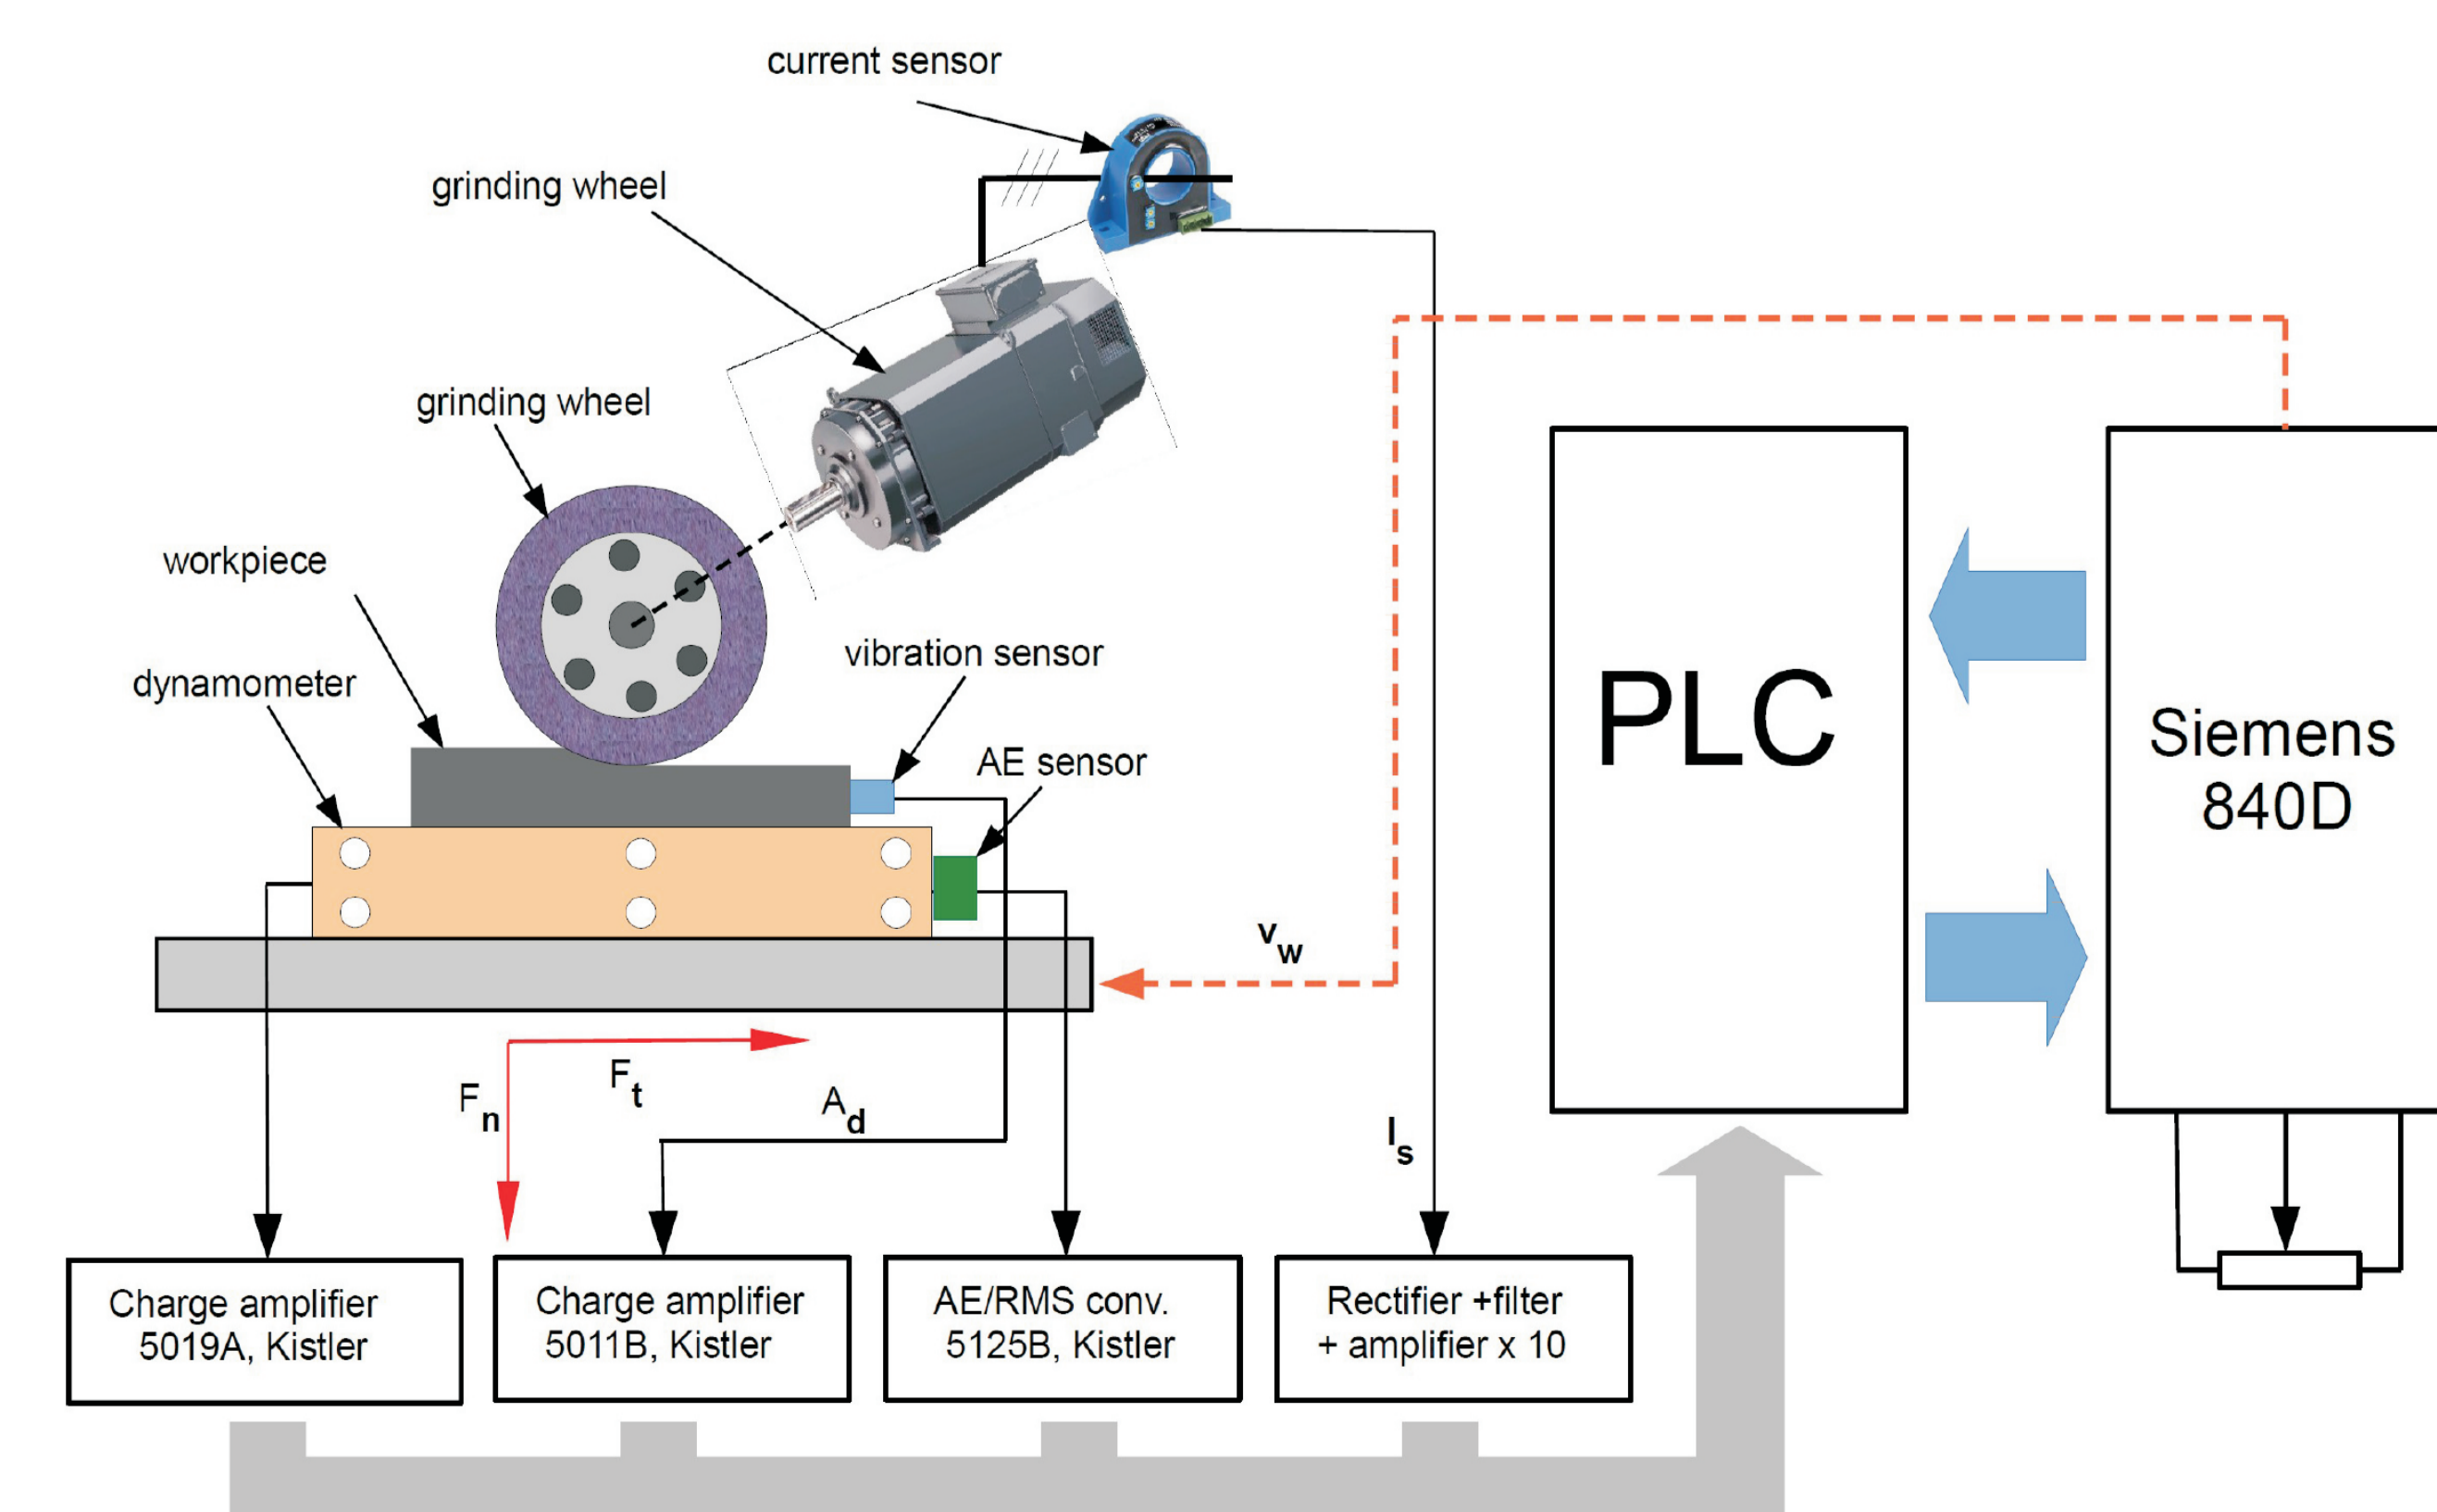 current sensor
grinding wheel
grinding wheel
workpiece
vibration sensor
dynamometer
AE sensor
PLC
Siemens
840D
vw
Fn
Ft
Ad
Is
Charge amplifier
5019A, Kistler
Charge amplifier
5011B, Kistler
AE/RMS conv.
5125B, Kistler
Rectifier +filter
+ amplifier x 10